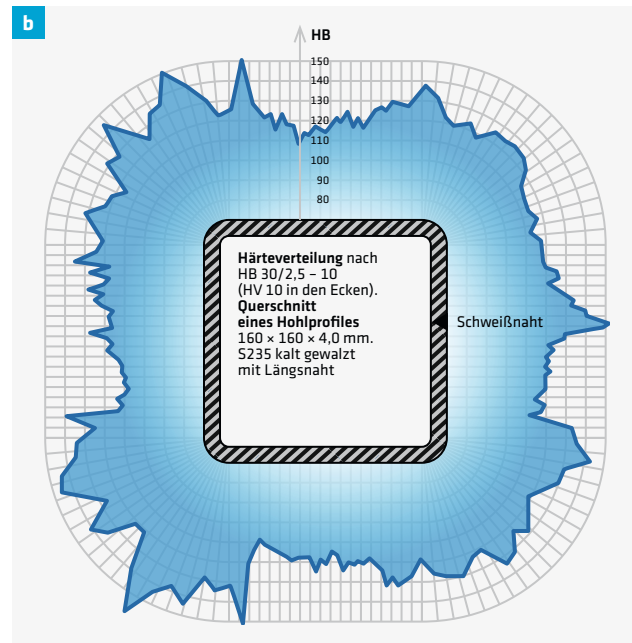 b
HB
150
140
130
120
110
100
90
80
Härteverteilung nach
HB 30/2,5 – 10
(HV 10 in den Ecken).
Querschnitt
eines Hohlprofiles
160 × 160 × 4,0 mm.
S235 kalt gewalzt
mit Längsnaht
Schweißnaht